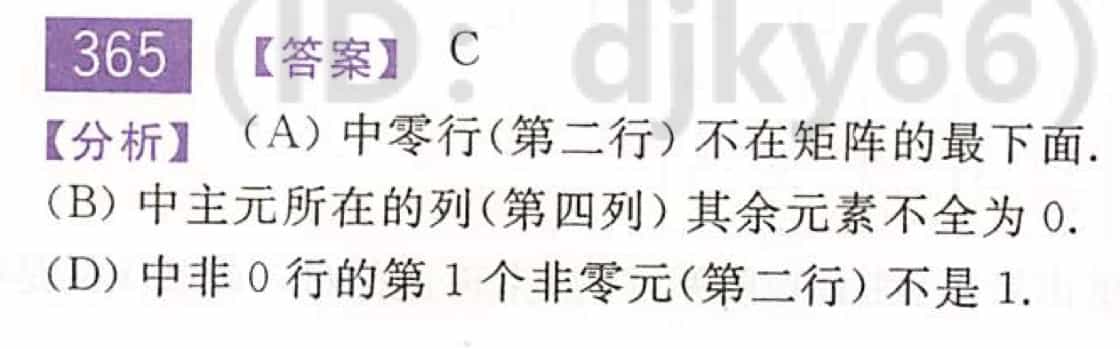 (ID: djky66)
365 【答案】 C
【分析】 (A) 中零行(第二行) 不在矩阵的最下面.
(B) 中主元所在的列(第四列) 其余元素不全为 0.
(D) 中非 0 行的第 1 个非零元(第二行) 不是 1.